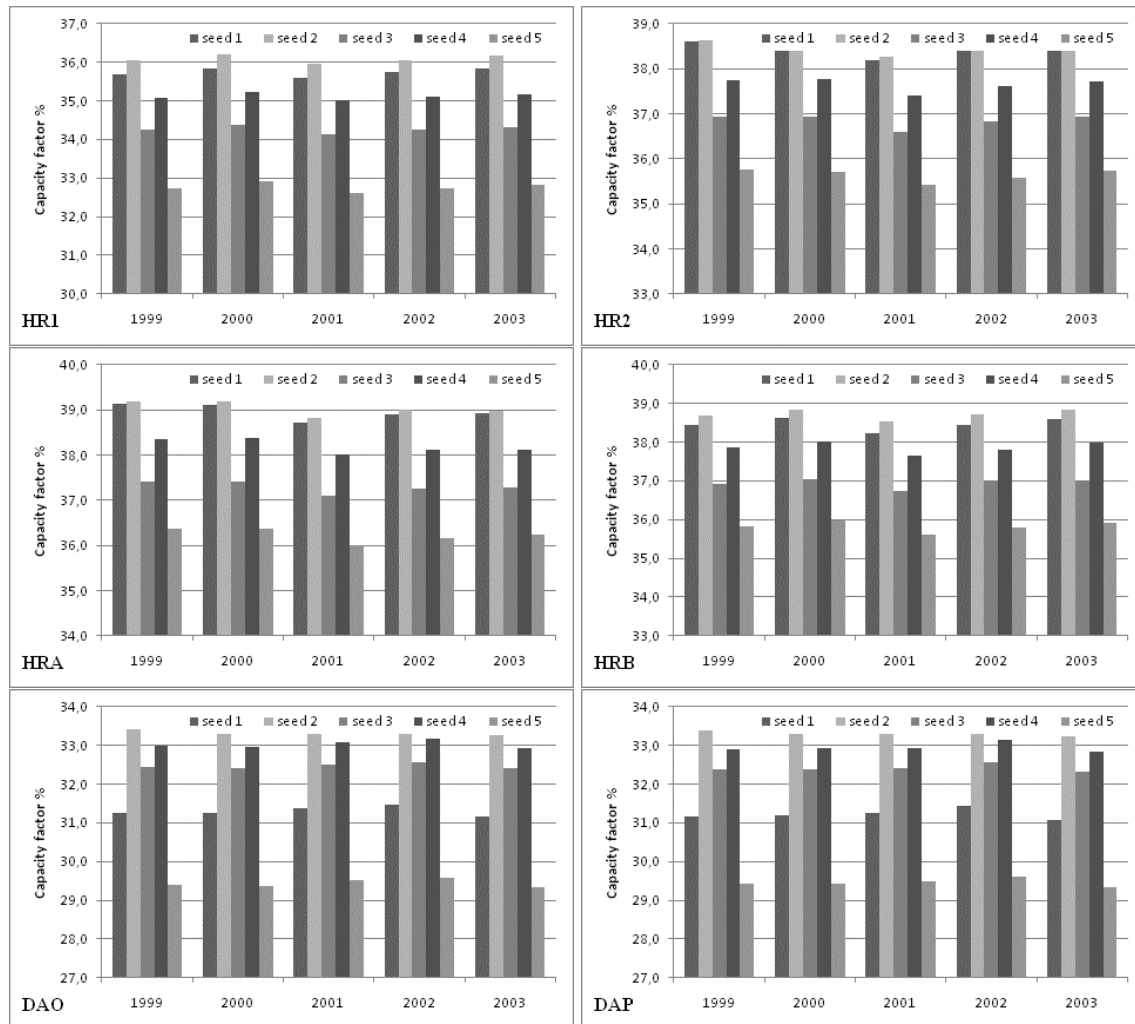 Capacity factor %
37,0
36,0
35,0
34,0
33,0
32,0
31,0
30,0
seed 1 seed 2 seed 3 seed 4 seed 5
1999 2000 2001 2002 2003
HR1
Capacity factor %
39,0
38,0
37,0
36,0
35,0
34,0
33,0
seed 1 seed 2 seed 3 seed 4 seed 5
1999 2000 2001 2002 2003
HR2
Capacity factor %
40,0
39,0
38,0
37,0
36,0
35,0
34,0
seed 1 seed 2 seed 3 seed 4 seed 5
1999 2000 2001 2002 2003
HRA
Capacity factor %
40,0
39,0
38,0
37,0
36,0
35,0
34,0
33,0
seed 1 seed 2 seed 3 seed 4 seed 5
1999 2000 2001 2002 2003
HRB
Capacity factor %
34,0
33,0
32,0
31,0
30,0
29,0
28,0
27,0
seed 1 seed 2 seed 3 seed 4 seed 5
1999 2000 2001 2002 2003
DAO
Capacity factor %
34,0
33,0
32,0
31,0
30,0
29,0
28,0
27,0
seed 1 seed 2 seed 3 seed 4 seed 5
1999 2000 2001 2002 2003
DAP